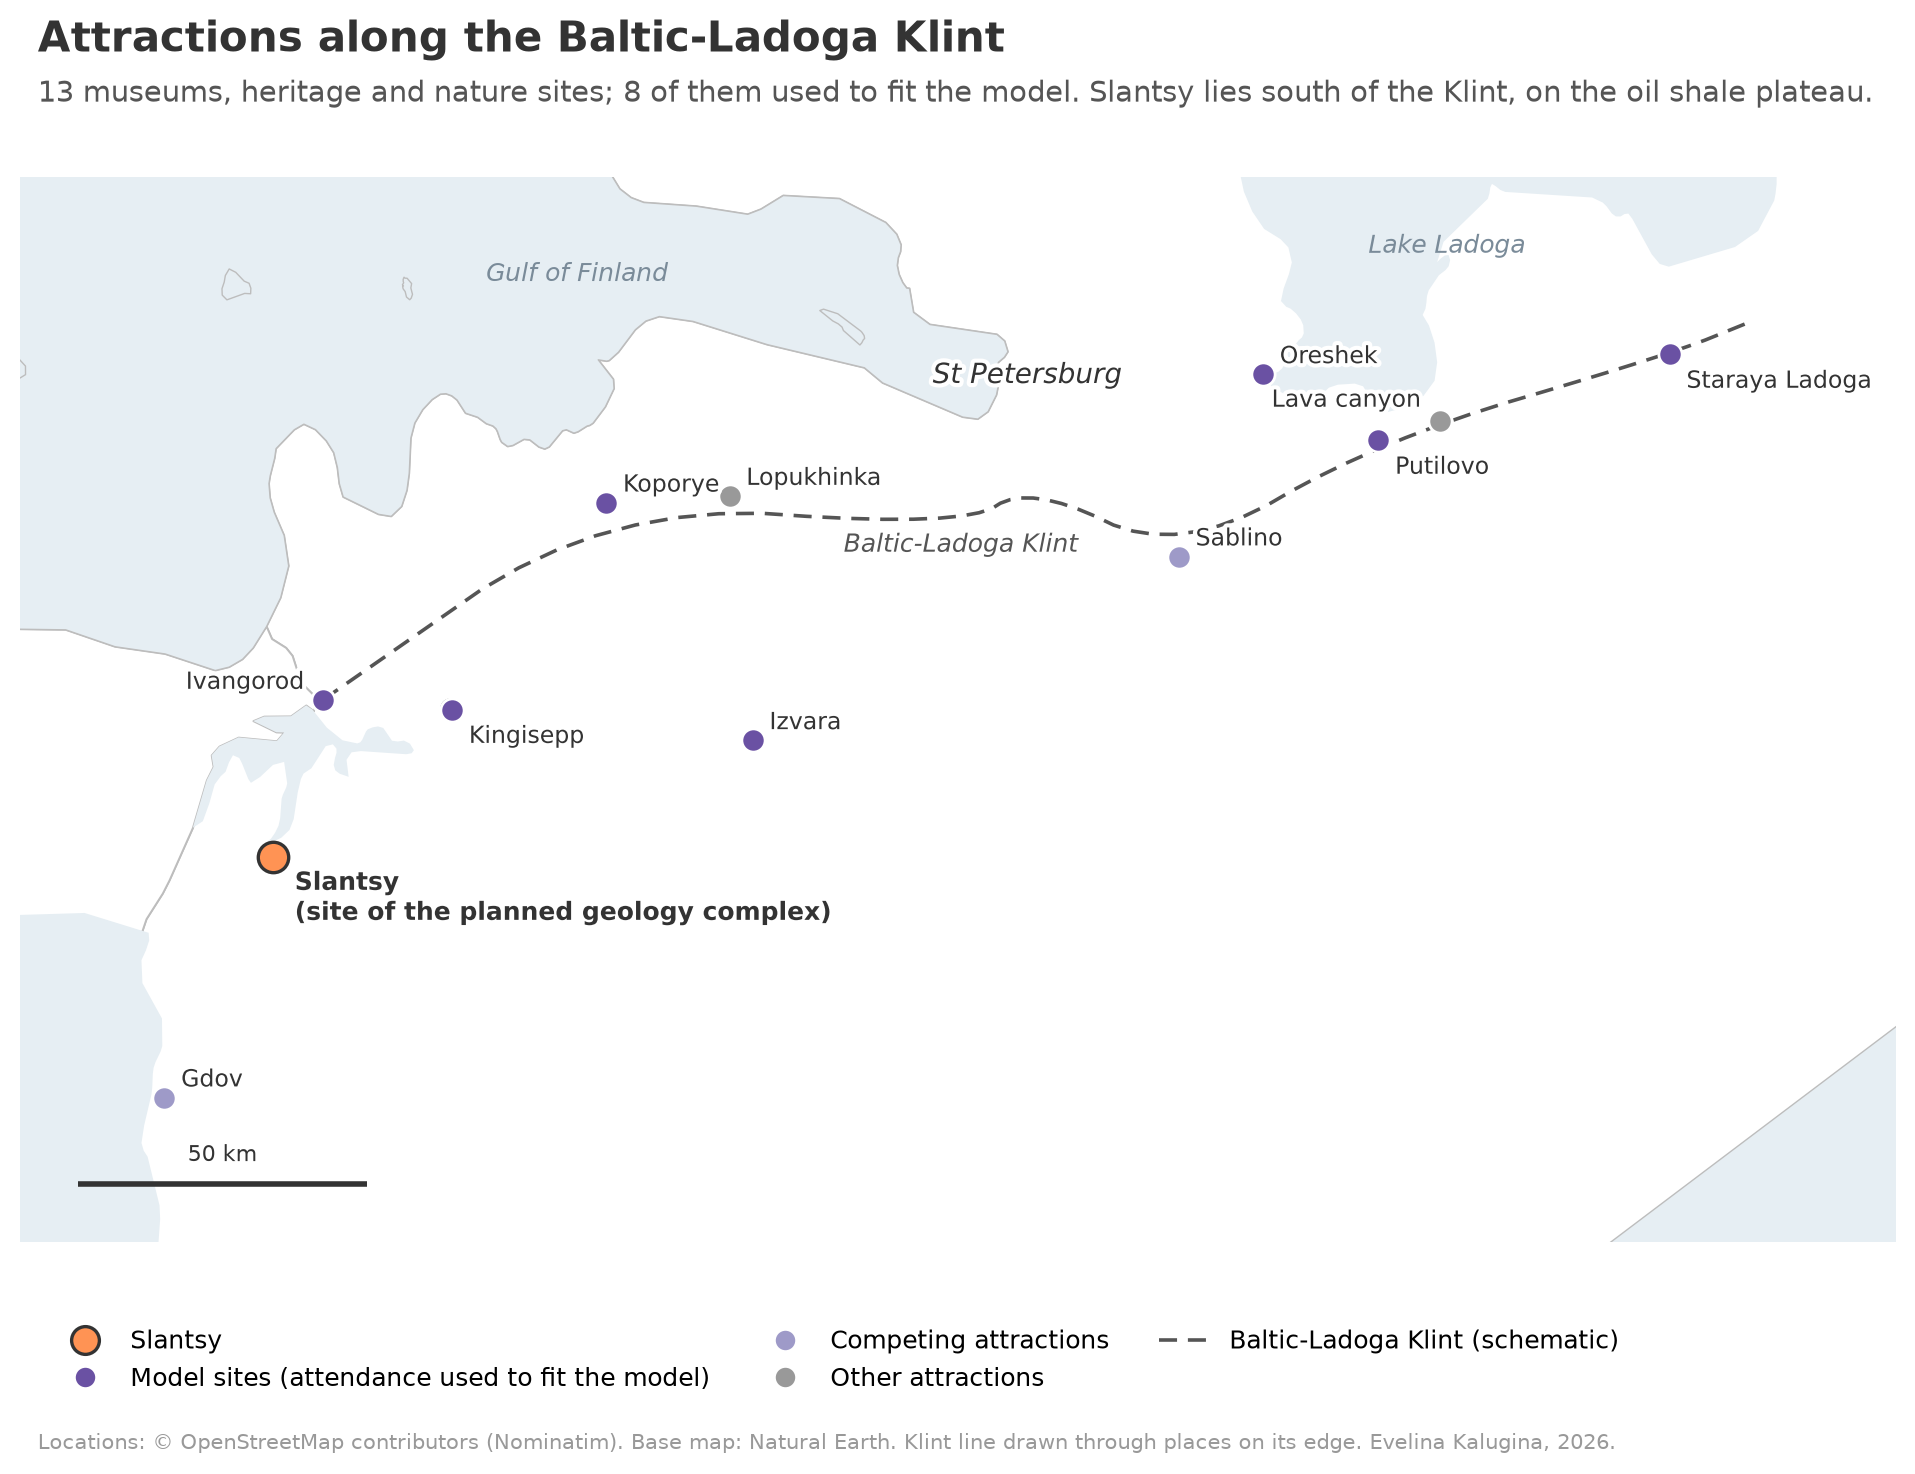 Attractions along the Baltic-Ladoga Klint
13 museums, heritage and nature sites; 8 of them used to fit the model. Slantsy lies south of the Klint, on the oil shale plateau.
Lake Ladoga
Gulf of Finland
Oreshek
St Petersburg
Staraya Ladoga
Lava canyon
Putilovo
Koporye
Lopukhinka
Baltic-Ladoga Klint
Sablino
Ivangorod
Izvara
Kingisepp
Slantsy
(site of the planned geology complex)
Gdov
50 km
Slantsy
Model sites (attendance used to fit the model)
Competing attractions
Other attractions
Baltic-Ladoga Klint (schematic)
Locations: © OpenStreetMap contributors (Nominatim). Base map: Natural Earth. Klint line drawn through places on its edge. Evelina Kalugina, 2026.